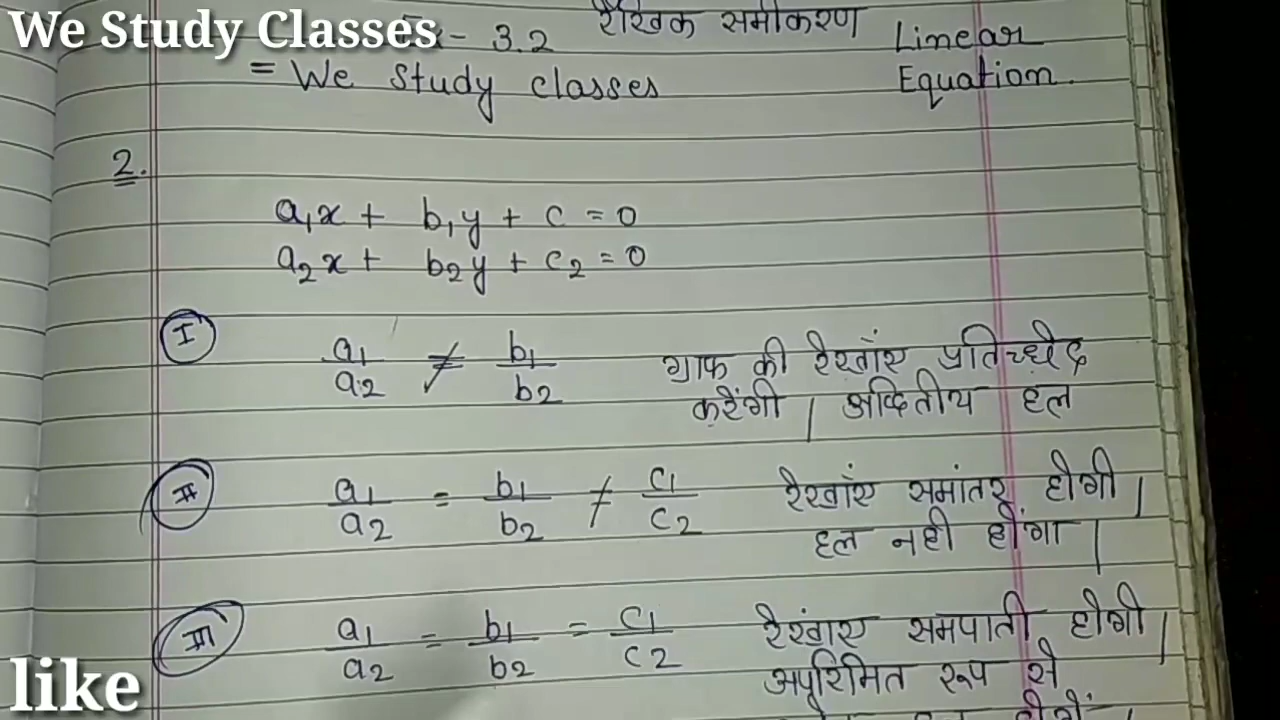 We Study Classes
- 3.2 रैखिक समीकरण Linear
= We Study classes Equation.
2.
a₁x + b₁y + c = 0
a₂x + b₂y + c₂ = 0
I a₁/a₂ ≠ b₁/b₂ ग्राफ की रेखांए प्रतिच्छेद
करेंगी | अद्वितीय हल
II a₁/a₂ = b₁/b₂ ≠ c₁/c₂ रेखांए समांतर होगी |
हल नही होंगा |
III a₁/a₂ = b₁/b₂ = c₁/c₂ रेखांए समपाती होगी |
अपरिमित रूप से
like